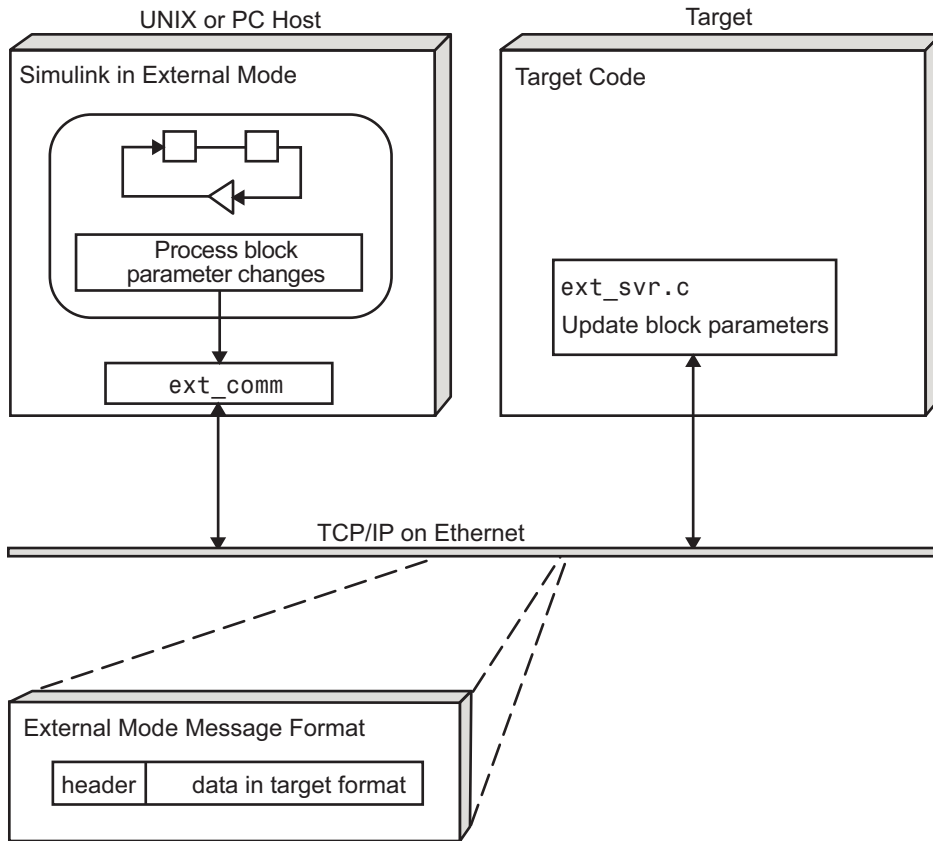 UNIX or PC Host
Simulink in External Mode
Process block
parameter changes
ext_comm
Target
Target Code
ext_svr.c
Update block parameters
TCP/IP on Ethernet
External Mode Message Format
header
data in target format